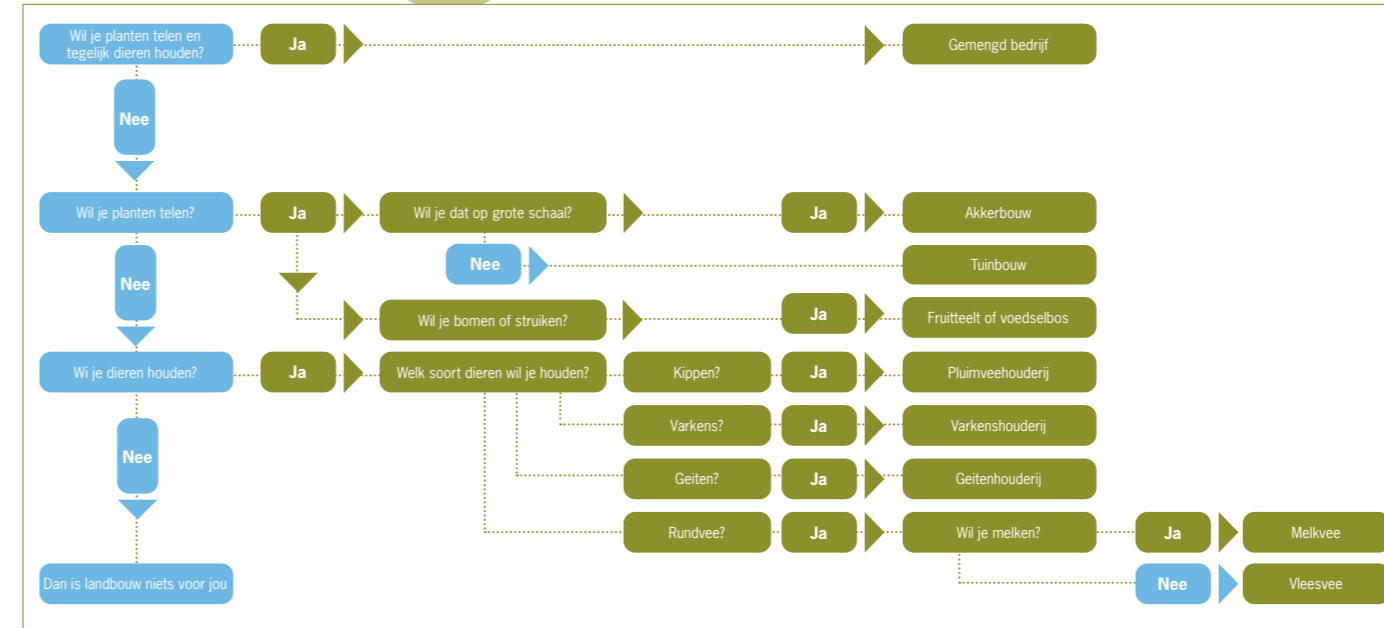 Wil je planten telen en
tegelijk dieren houden?
Ja
Gemengd bedrijf
Nee
Wil je planten telen?
Ja
Wil je dat op grote schaal?
Ja
Akkerbouw
Nee
Nee
Tuinbouw
Wil je bomen of struiken?
Ja
Fruitteelt of voedselbos
Wi je dieren houden?
Ja
Welk soort dieren wil je houden?
Kippen?
Ja
Pluimveehouderij
Nee
Varkens?
Ja
Varkenshouderij
Geiten?
Ja
Geitenhouderij
Rundvee?
Ja
Wil je melken?
Ja
Melkvee
Dan is landbouw niets voor jou
Nee
Vleesvee